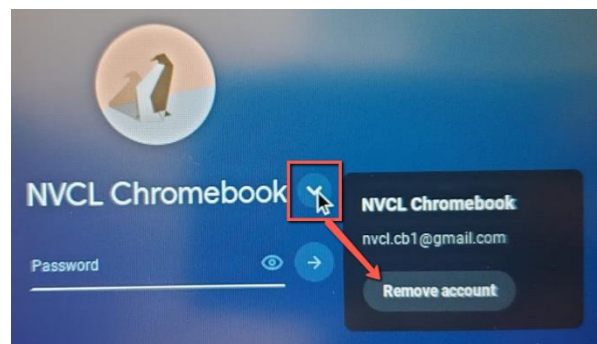 NVCL Chromebook
Password
NVCL Chromebook
nvcl.cb1@gmail.com
Remove account